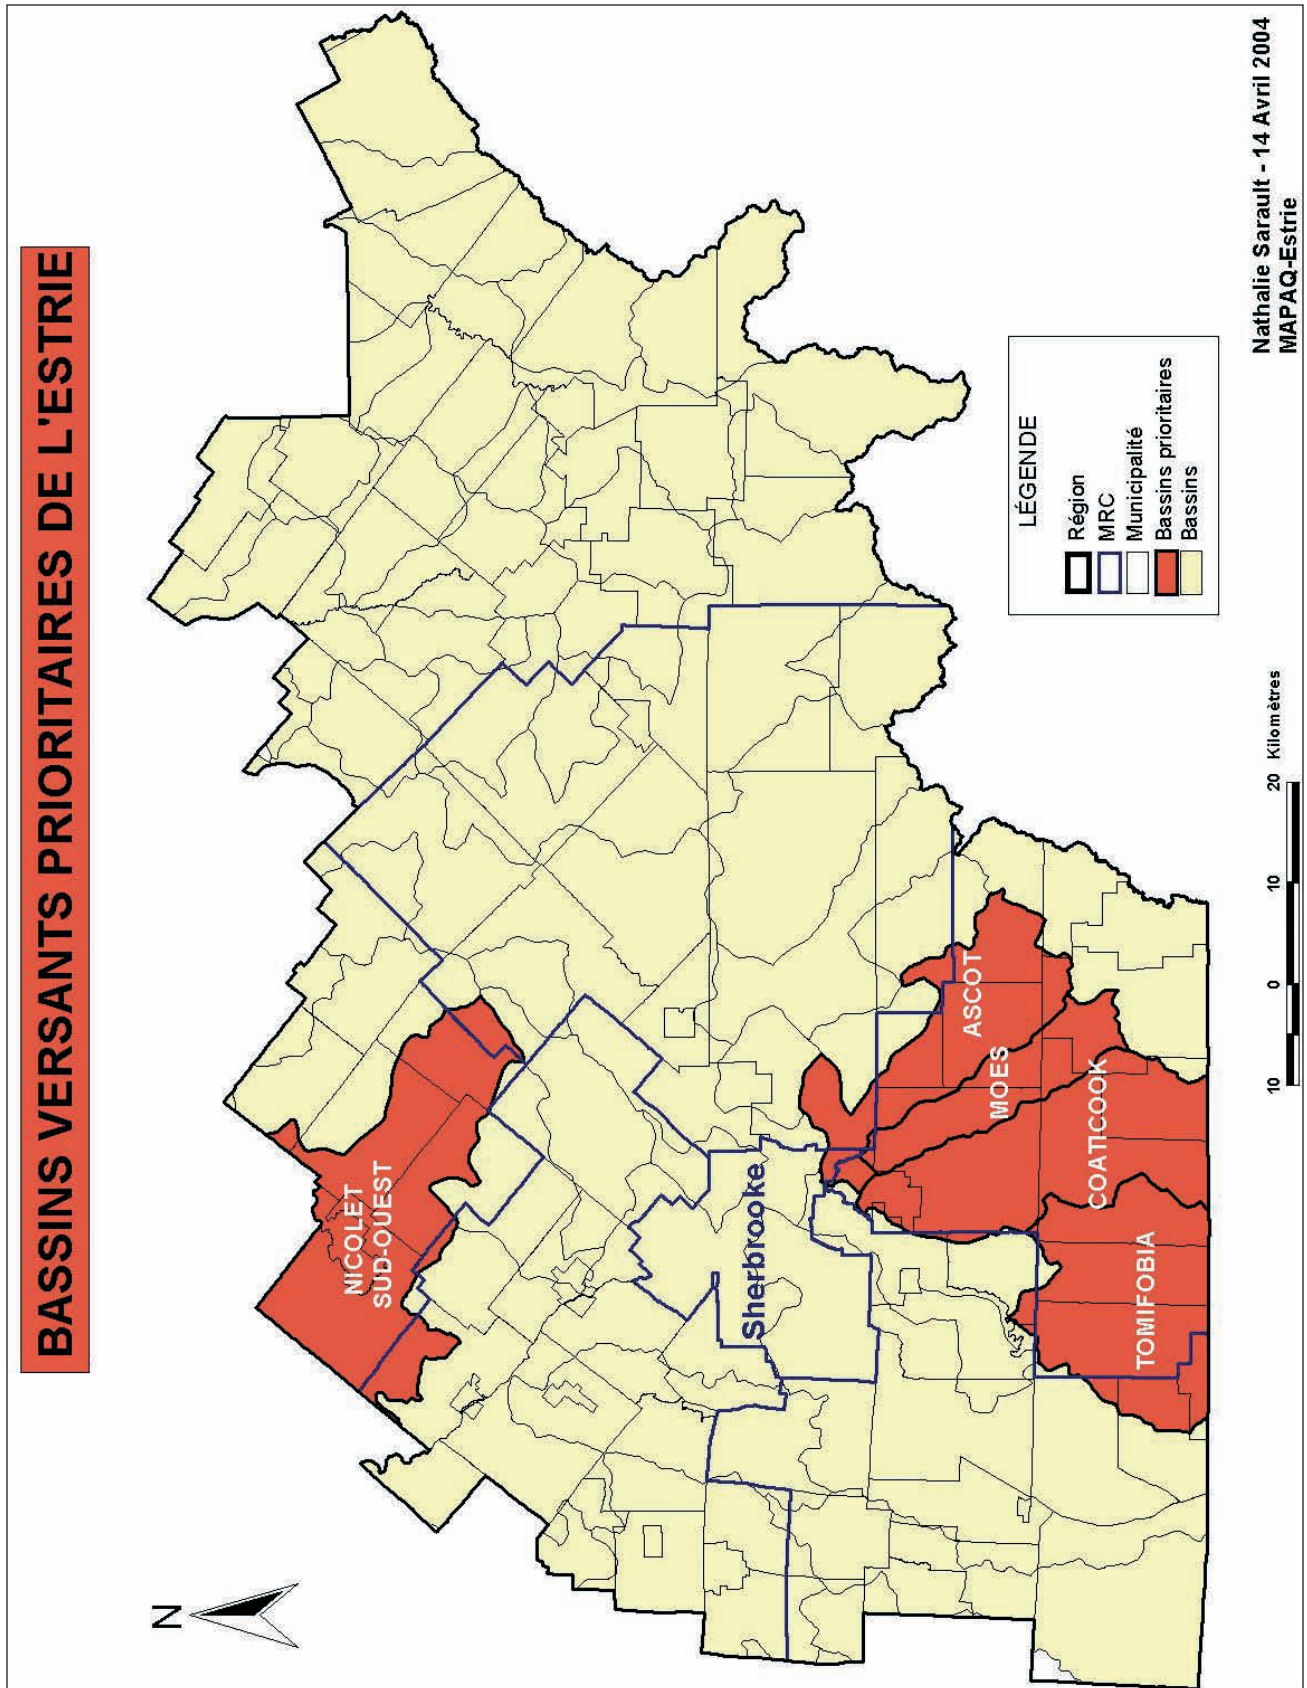 BASSINS VERSANTS PRIORITAIRES DE L'ESTRIE
N
NICOLET
SUD-OUEST
Sherbrooke
ASCOT
MOES
COATICOOK
TOMIFOBIA
LÉGENDE
Région
MRC
Municipalité
Bassins prioritaires
Bassins
10 0 10 20 Kilomètres
Nathalie Sarault - 14 Avril 2004
MAPAQ-Estrie